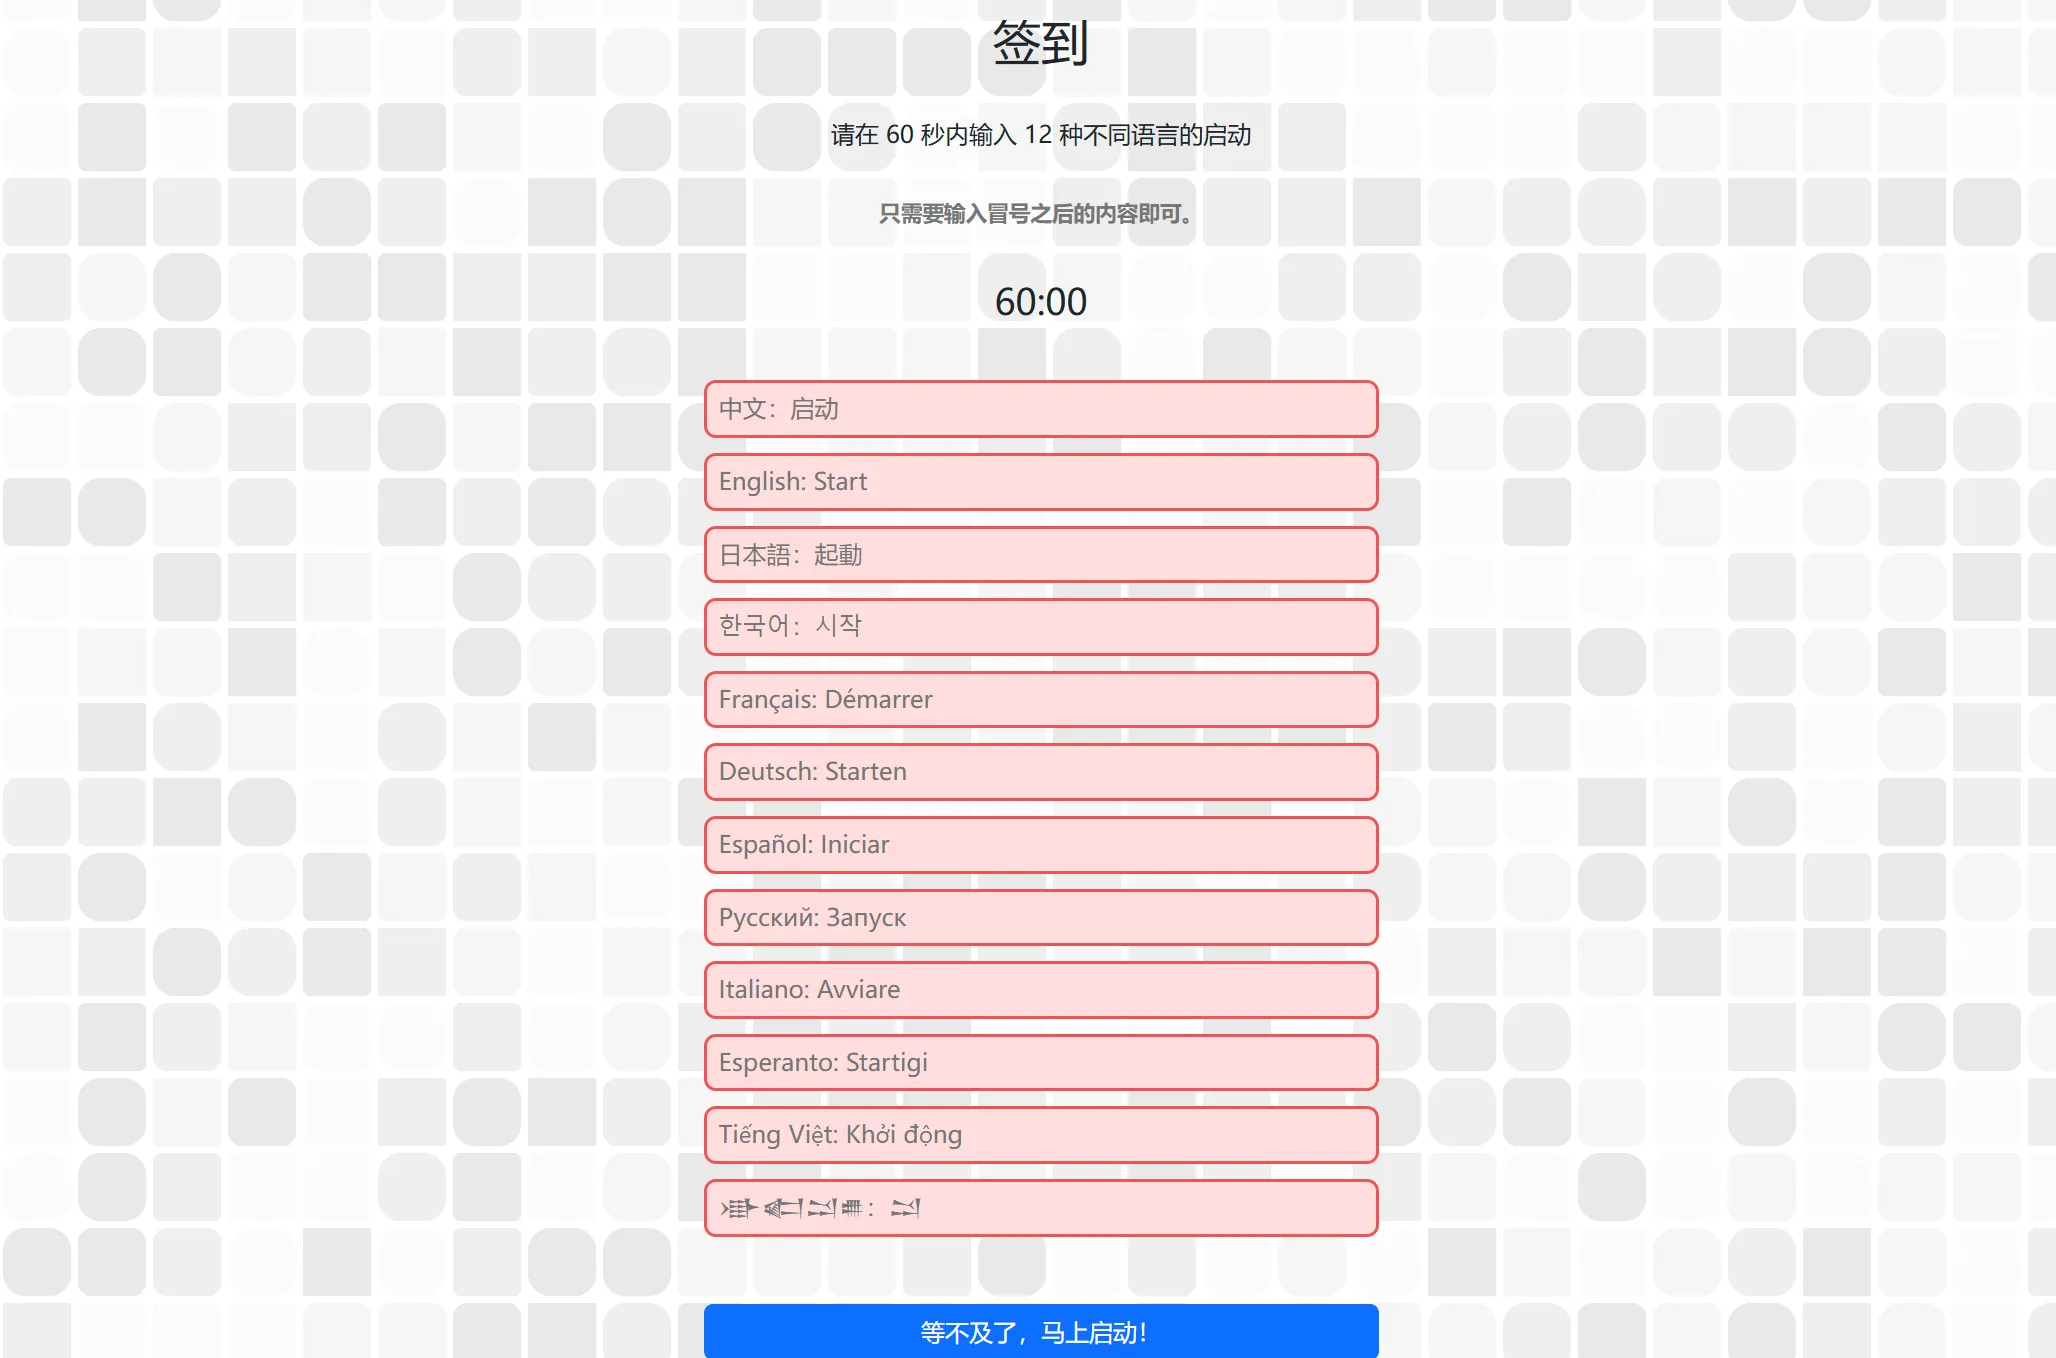 签到
请在 60 秒内输入 12 种不同语言的启动
只需要输入冒号之后的内容即可。
60:00
中文：启动
English: Start
日本語：起動
한국어：시작
Français: Démarrer
Deutsch: Starten
Español: Iniciar
Русский: Запуск
Italiano: Avviare
Esperanto: Startigi
Tiếng Việt: Khởi động
等不及了，马上启动！